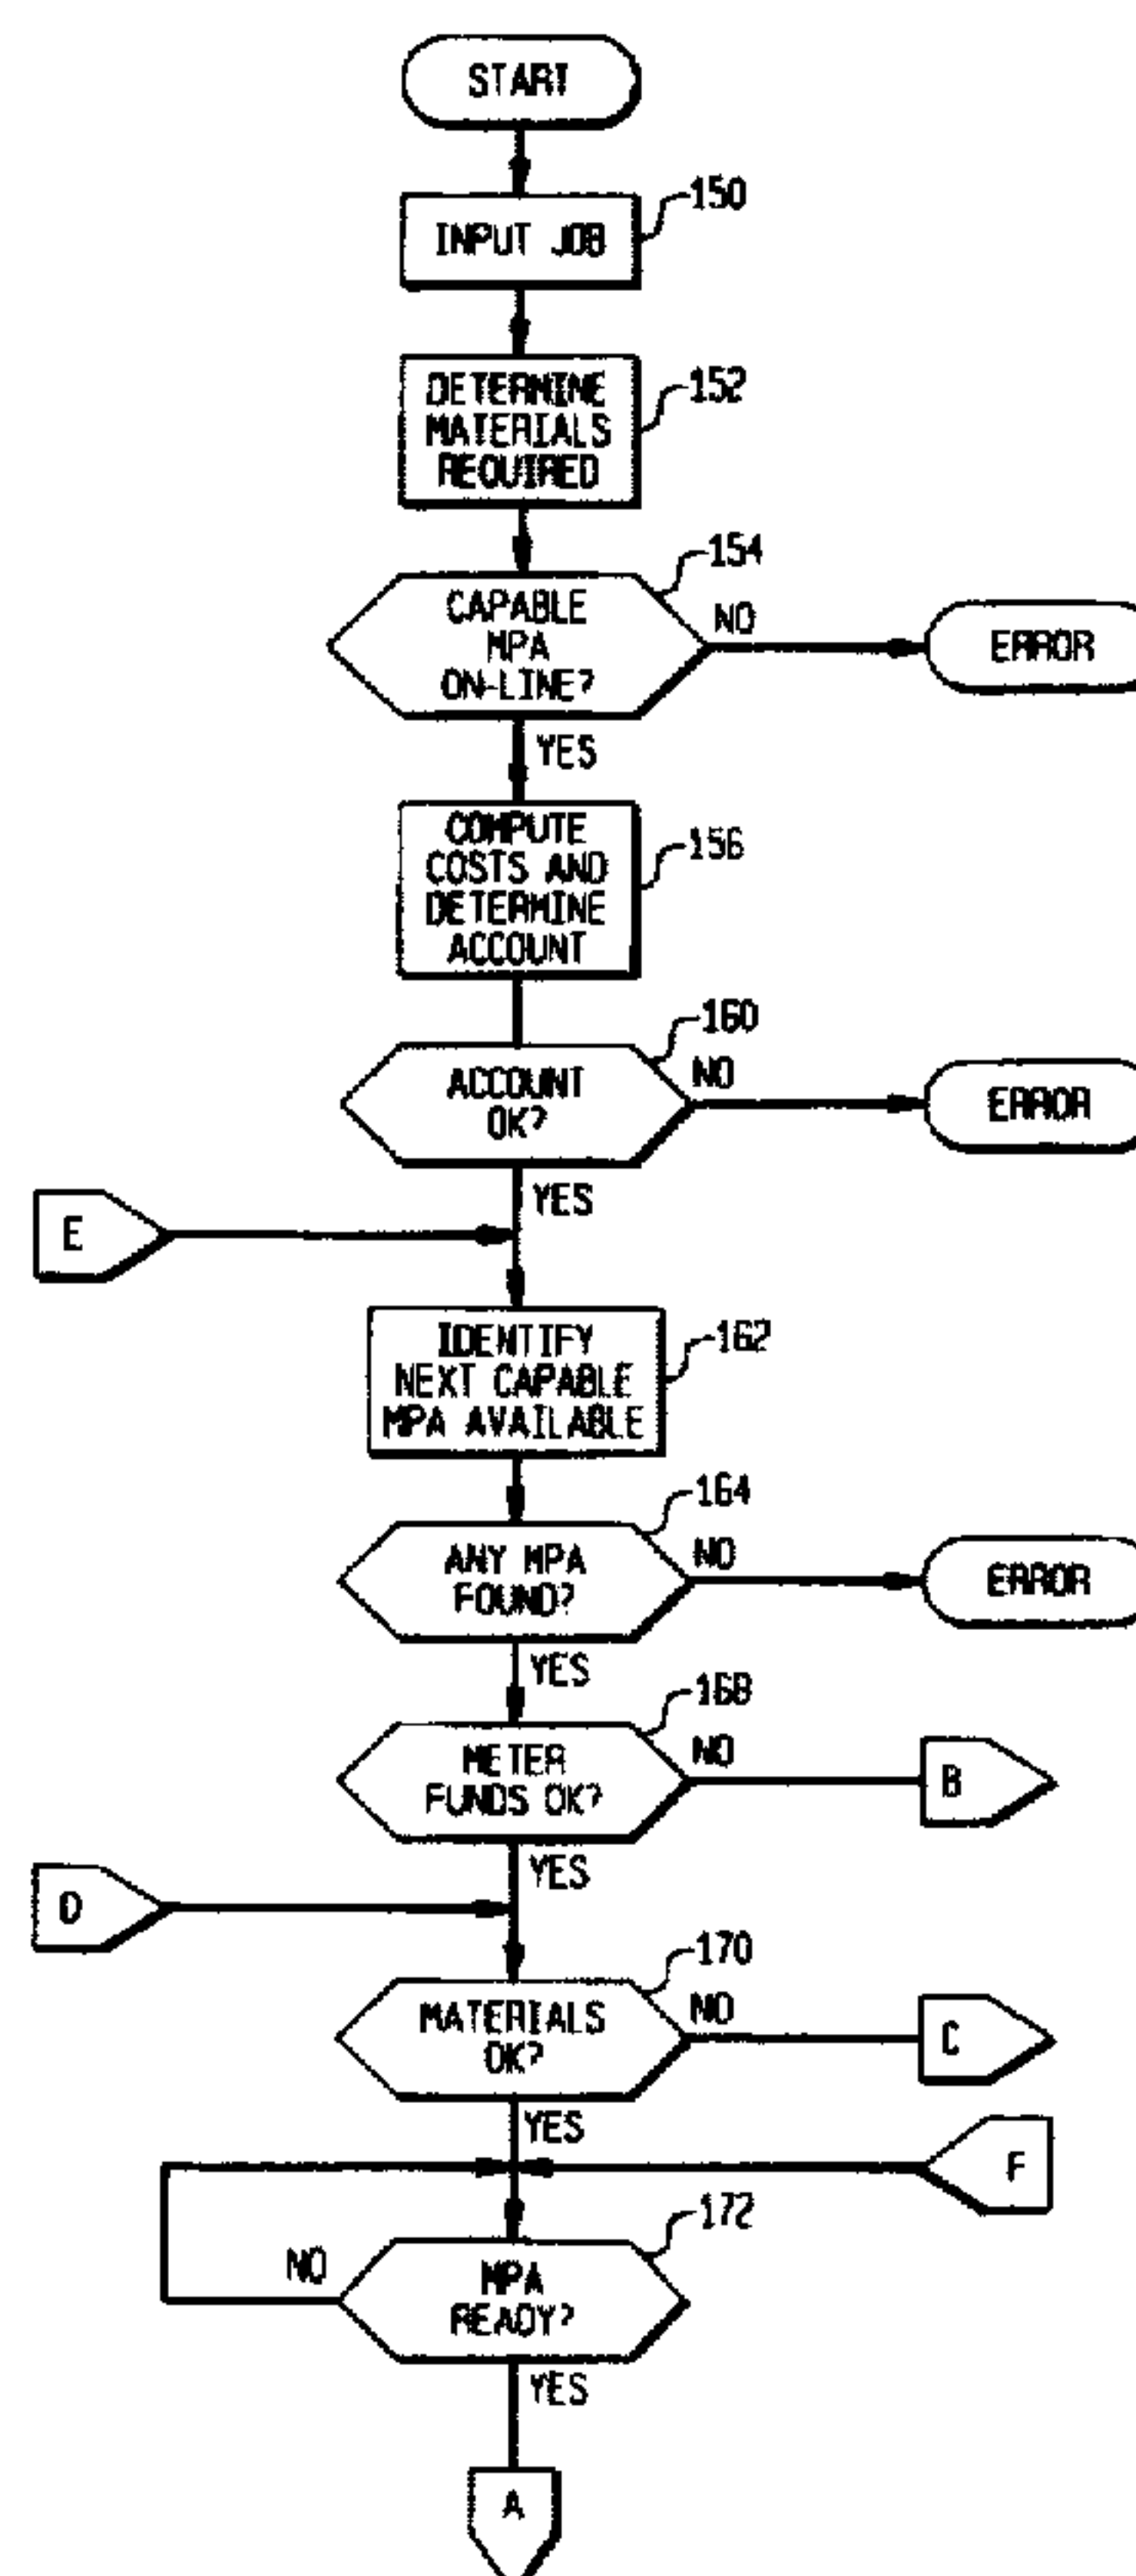 START
150
INPUT JOB
152
DETERMINE
MATERIALS
REQUIRED
154
CAPABLE
MPA
ON-LINE?
NO
ERROR
YES
156
COMPUTE
COSTS AND
DETERMINE
ACCOUNT
160
ACCOUNT
OK?
NO
ERROR
YES
E
162
IDENTIFY
NEXT CAPABLE
MPA AVAILABLE
164
ANY MPA
FOUND?
NO
ERROR
YES
168
METER
FUNDS OK?
NO
B
YES
D
170
MATERIALS
OK?
NO
C
YES
F
172
MPA
READY?
NO
YES
A